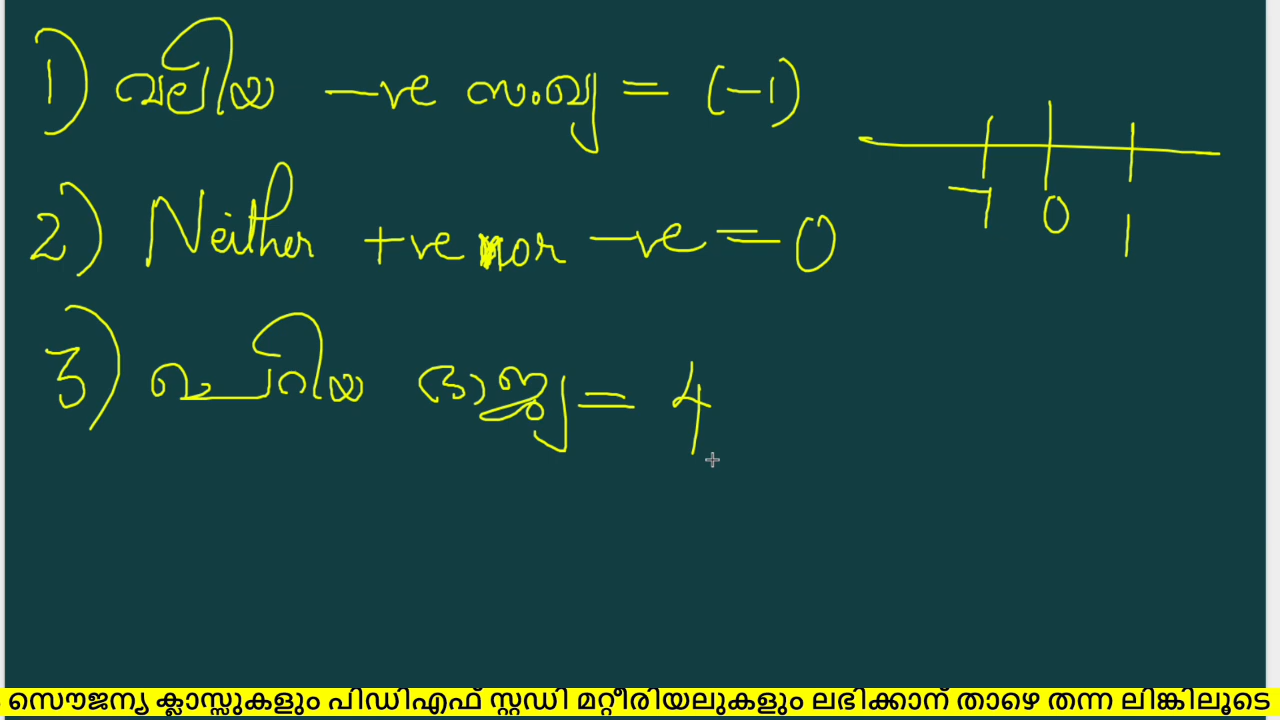 1) വലിയ -ve സംഖ്യ = (-1)
2) Neither +ve nor -ve = 0
-1 0 1
3) ചെറിയ ഭാജ്യ = 4
സൌജന്യ ക്ലാസ്സുകളും പിഡിഎഫ് സ്റ്റഡി മറ്റീരിയലുകളും ലഭിക്കാന് താഴെ തന്ന ലിങ്കിലൂടെ